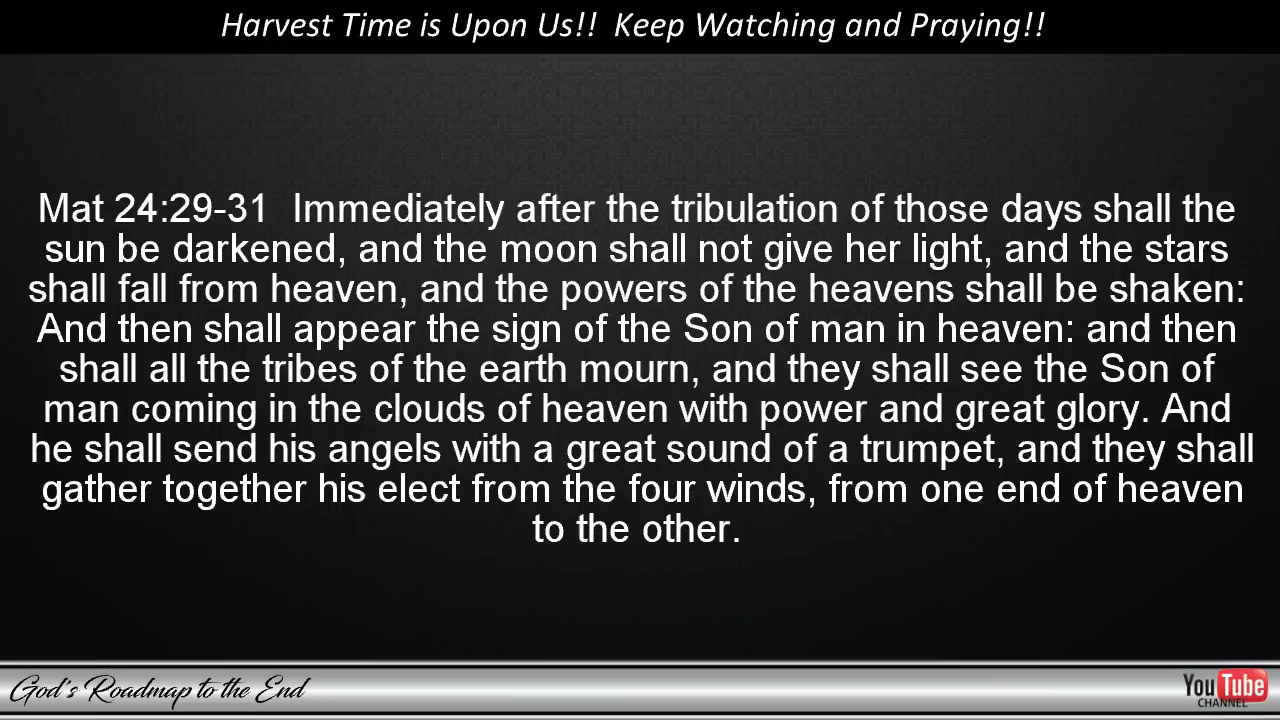 Harvest Time is Upon Us!!  Keep Watching and Praying!!
Mat 24:29-31  Immediately after the tribulation of those days shall the
sun be darkened, and the moon shall not give her light, and the stars
shall fall from heaven, and the powers of the heavens shall be shaken:
And then shall appear the sign of the Son of man in heaven: and then
shall all the tribes of the earth mourn, and they shall see the Son of
man coming in the clouds of heaven with power and great glory. And
he shall send his angels with a great sound of a trumpet, and they shall
gather together his elect from the four winds, from one end of heaven
to the other.
God's Roadmap to the End
YouTube
CHANNEL